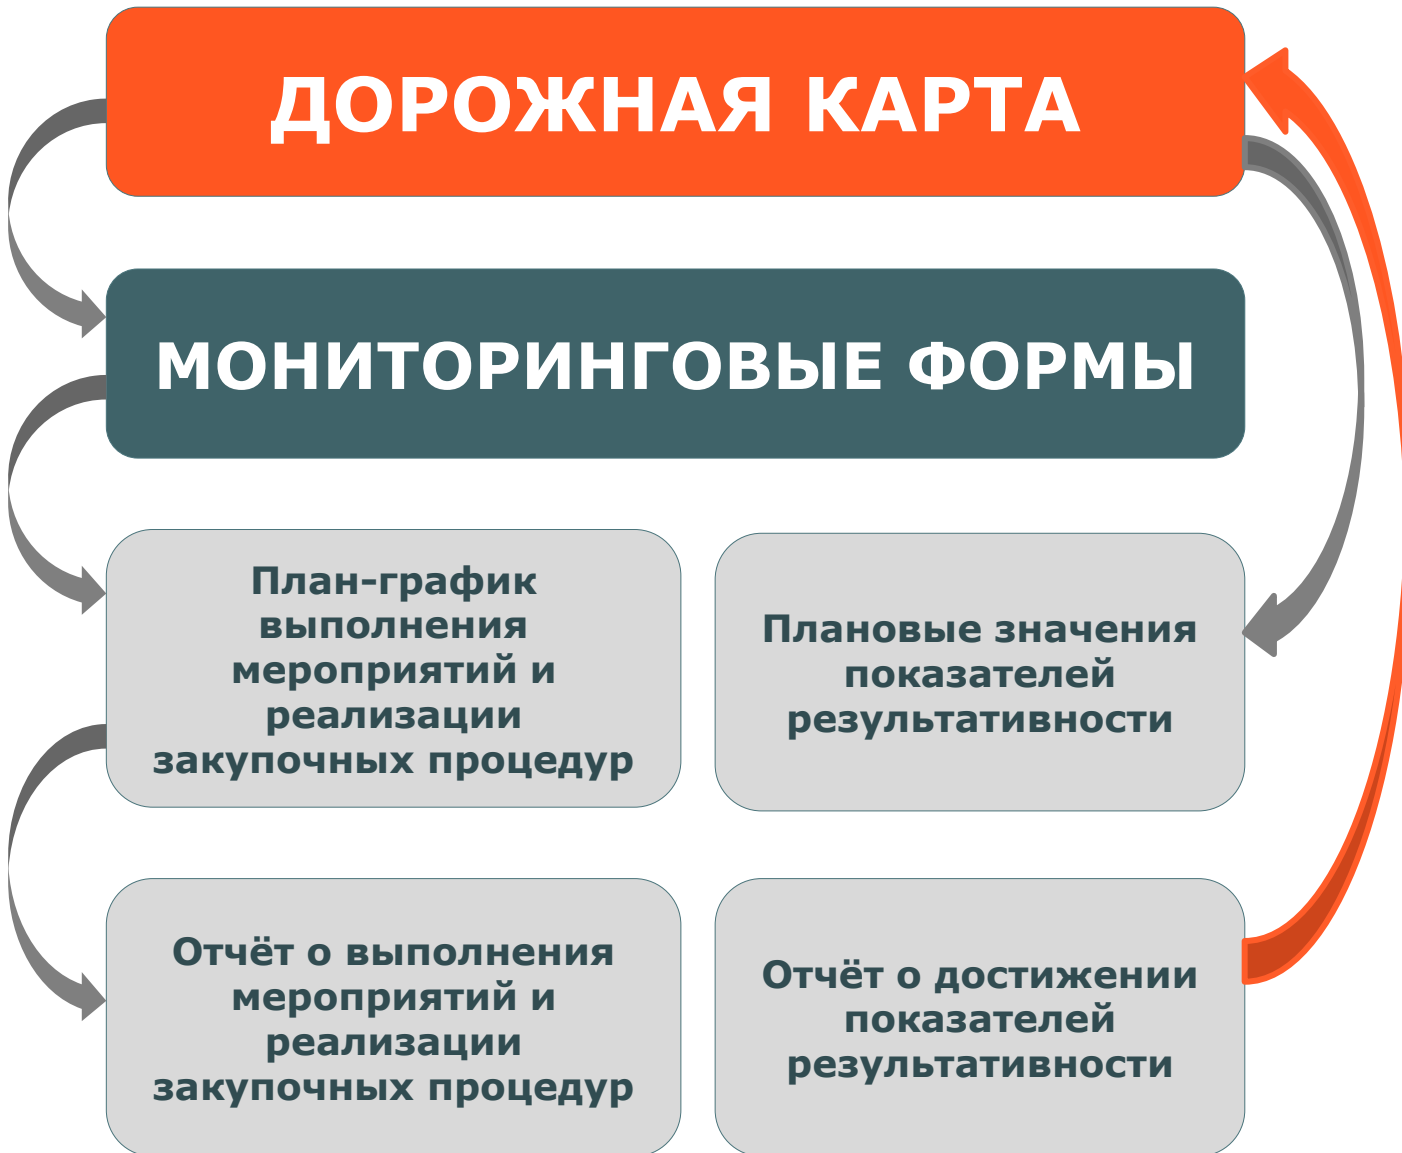 ДОРОЖНАЯ КАРТА
МОНИТОРИНГОВЫЕ ФОРМЫ
План-график
выполнения
мероприятий и
реализации
закупочных процедур
Плановые значения
показателей
результативности
Отчёт о выполнения
мероприятий и
реализации
закупочных процедур
Отчёт о достижении
показателей
результативности